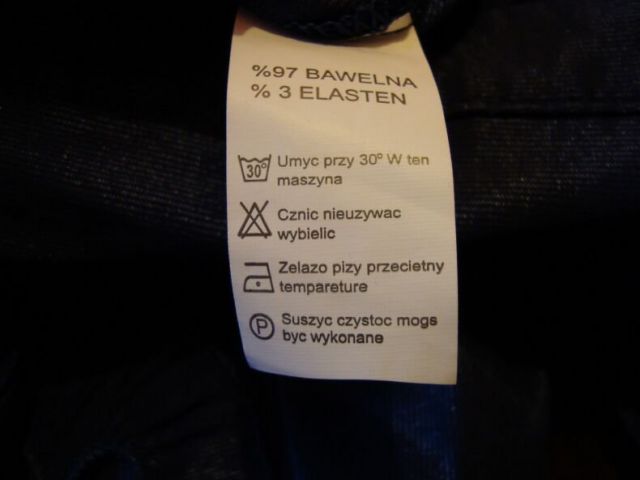 %97 BAWELNA
% 3 ELASTEN
30° Umyc przy 30° W ten
maszyna
Cznic nieuzywac
wybielic
Zelazo pizy przecietny
tempareture
P Suszyc czystoc mogs
byc wykonane